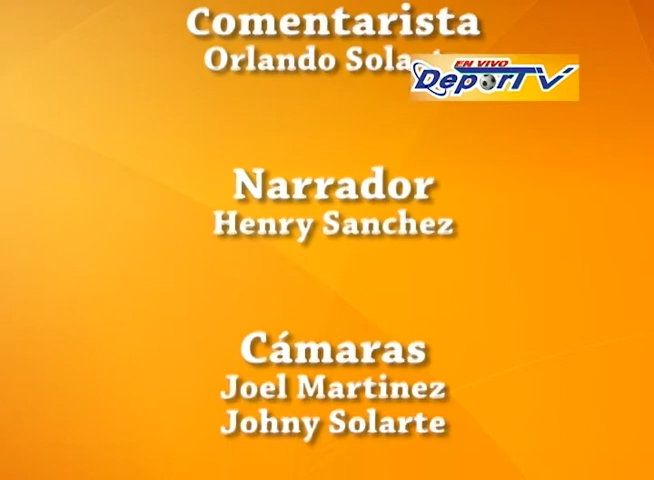 Comentarista
Orlando
EN VIVO
DeporTV
Narrador
Henry Sanchez
Cámaras
Joel Martinez
Johny Solarte